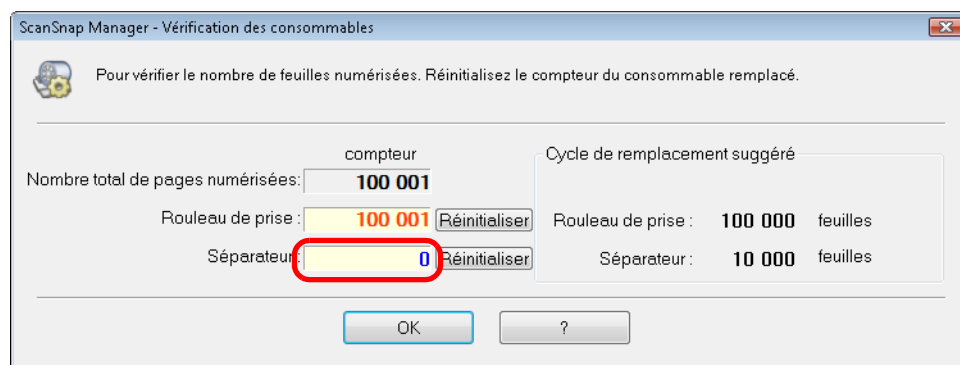 ScanSnap Manager - Vérification des consommables
Pour vérifier le nombre de feuilles numérisées. Réinitialisez le compteur du consommable remplacé.
compteur
Nombre total de pages numérisées: 100 001
Rouleau de prise : 100 001 Réinitialiser
Séparateur: 0 Réinitialiser
Cycle de remplacement suggéré
Rouleau de prise : 100 000 feuilles
Séparateur : 10 000 feuilles
OK
?